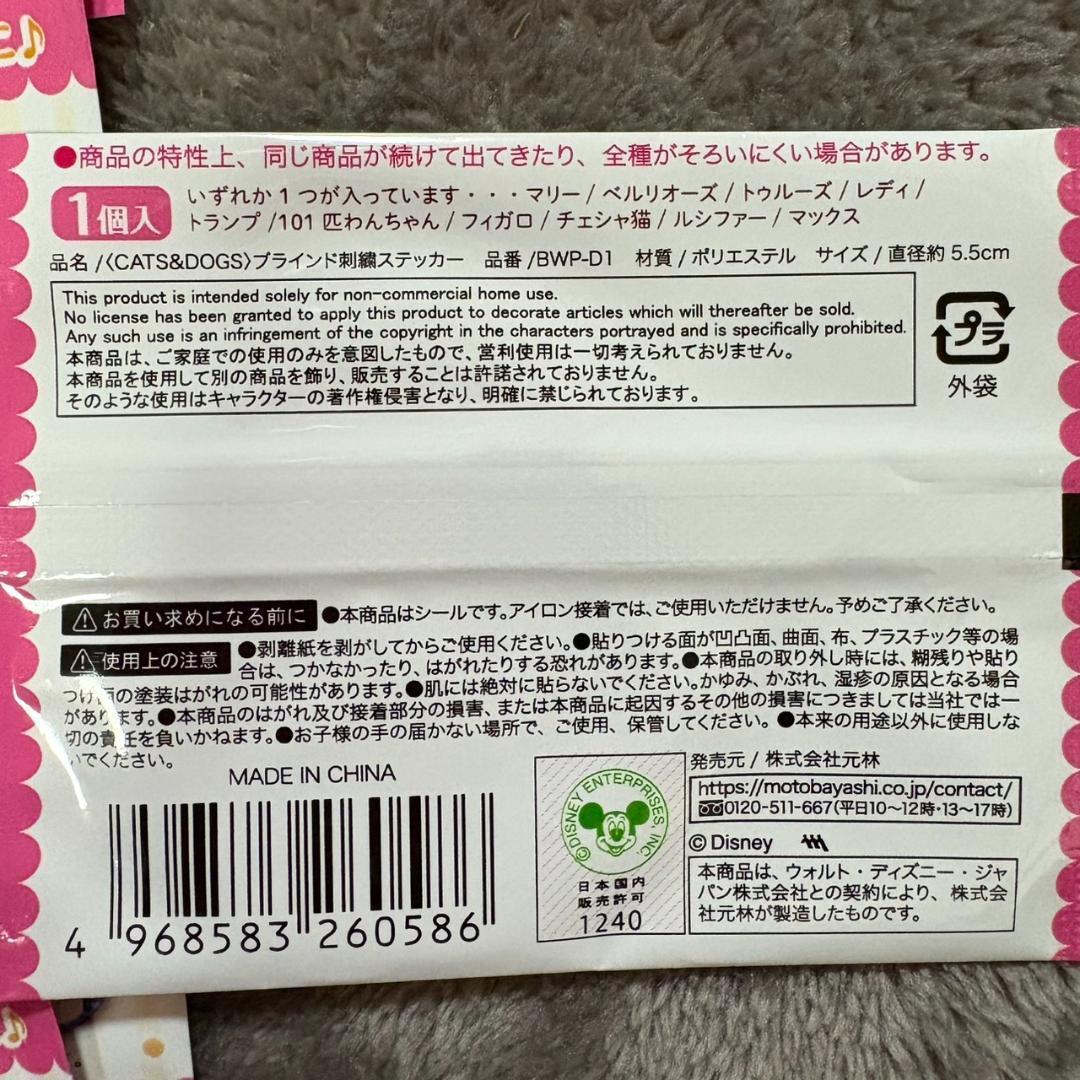 に♪
●商品の特性上、同じ商品が続けて出てきたり、全種がそろいにくい場合があります。
1個入
いずれか1つが入っています・・・マリー/ベルリオーズ/トゥルーズ/レディ/
トランプ/101匹わんちゃん/フィガロ/チェシャ猫/ルシファー/マックス
品名/〈CATS&DOGS〉ブラインド刺繍ステッカー 品番/BWP-D1 材質/ポリエステル サイズ/直径約5.5cm
This product is intended solely for non-commercial home use.
No license has been granted to apply this product to decorate articles which will thereafter be sold.
Any such use is an infringement of the copyright in the characters portrayed and is specifically prohibited.
本商品は、ご家庭での使用のみを意図したもので、営利使用は一切考えられておりません。
本商品を使用して別の商品を飾り、販売することは許諾されておりません。
そのような使用はキャラクターの著作権侵害となり、明確に禁じられております。
プラ
外袋
お買い求めになる前に ●本商品はシールです。アイロン接着では、ご使用いただけません。予めご了承ください。
使用上の注意 ●剥離紙を剥がしてからご使用ください。●貼りつける面が凹凸面、曲面、布、プラスチック等の場
合は、つかなかったり、はがれたりする恐れがあります。●本商品の取り外し時には、糊残りや貼り
つけ面の塗装はがれの可能性があります。●肌には絶対に貼らないでください。かゆみ、かぶれ、湿疹の原因となる場合
があります。●本商品のはがれ及び接着部分の損害、または本商品に起因するその他の損害につきましては当社では一
切の責任を負いかねます。●お子様の手の届かない場所で、ご使用、保管してください。●本来の用途以外に使用しな
いでください。
MADE IN CHINA
4 968583 260586
©DISNEY ENTERPRISES, INC.
日本国内
販売許可
1240
発売元/株式会社元林
https://motobayashi.co.jp/contact/
0120-511-667(平日10〜12時・13〜17時)
©Disney
本商品は、ウォルト・ディズニー・ジャ
パン株式会社との契約により、株式会
社元林が製造したものです。
♪